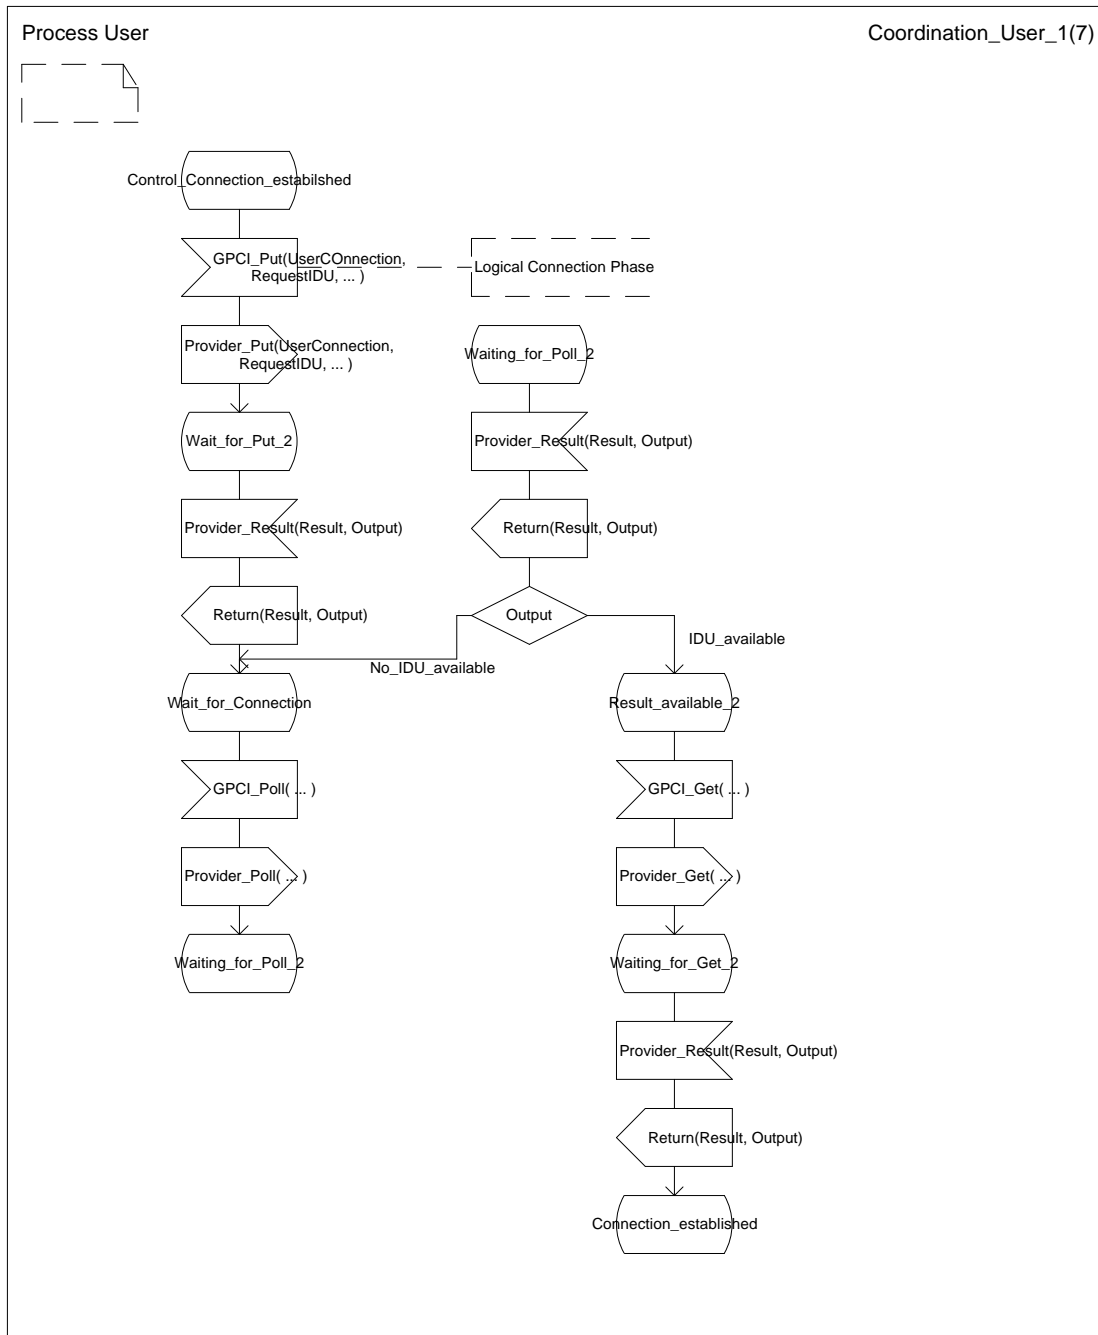 Process User
Coordination_User_1(7)
Control_Connection_estabilshed
GPCI_Put(UserCOnnection,
RequestIDU, ... )
Logical Connection Phase
Provider_Put(UserConnection,
RequestIDU, ... )
Waiting_for_Poll_2
Wait_for_Put_2
Provider_Result(Result, Output)
Provider_Result(Result, Output)
Return(Result, Output)
Return(Result, Output)
Output
IDU_available
No_IDU_available
Wait_for_Connection
Result_available_2
GPCI_Poll( ... )
GPCI_Get( ... )
Provider_Poll( ... )
Provider_Get( ... )
Waiting_for_Poll_2
Waiting_for_Get_2
Provider_Result(Result, Output)
Return(Result, Output)
Connection_established